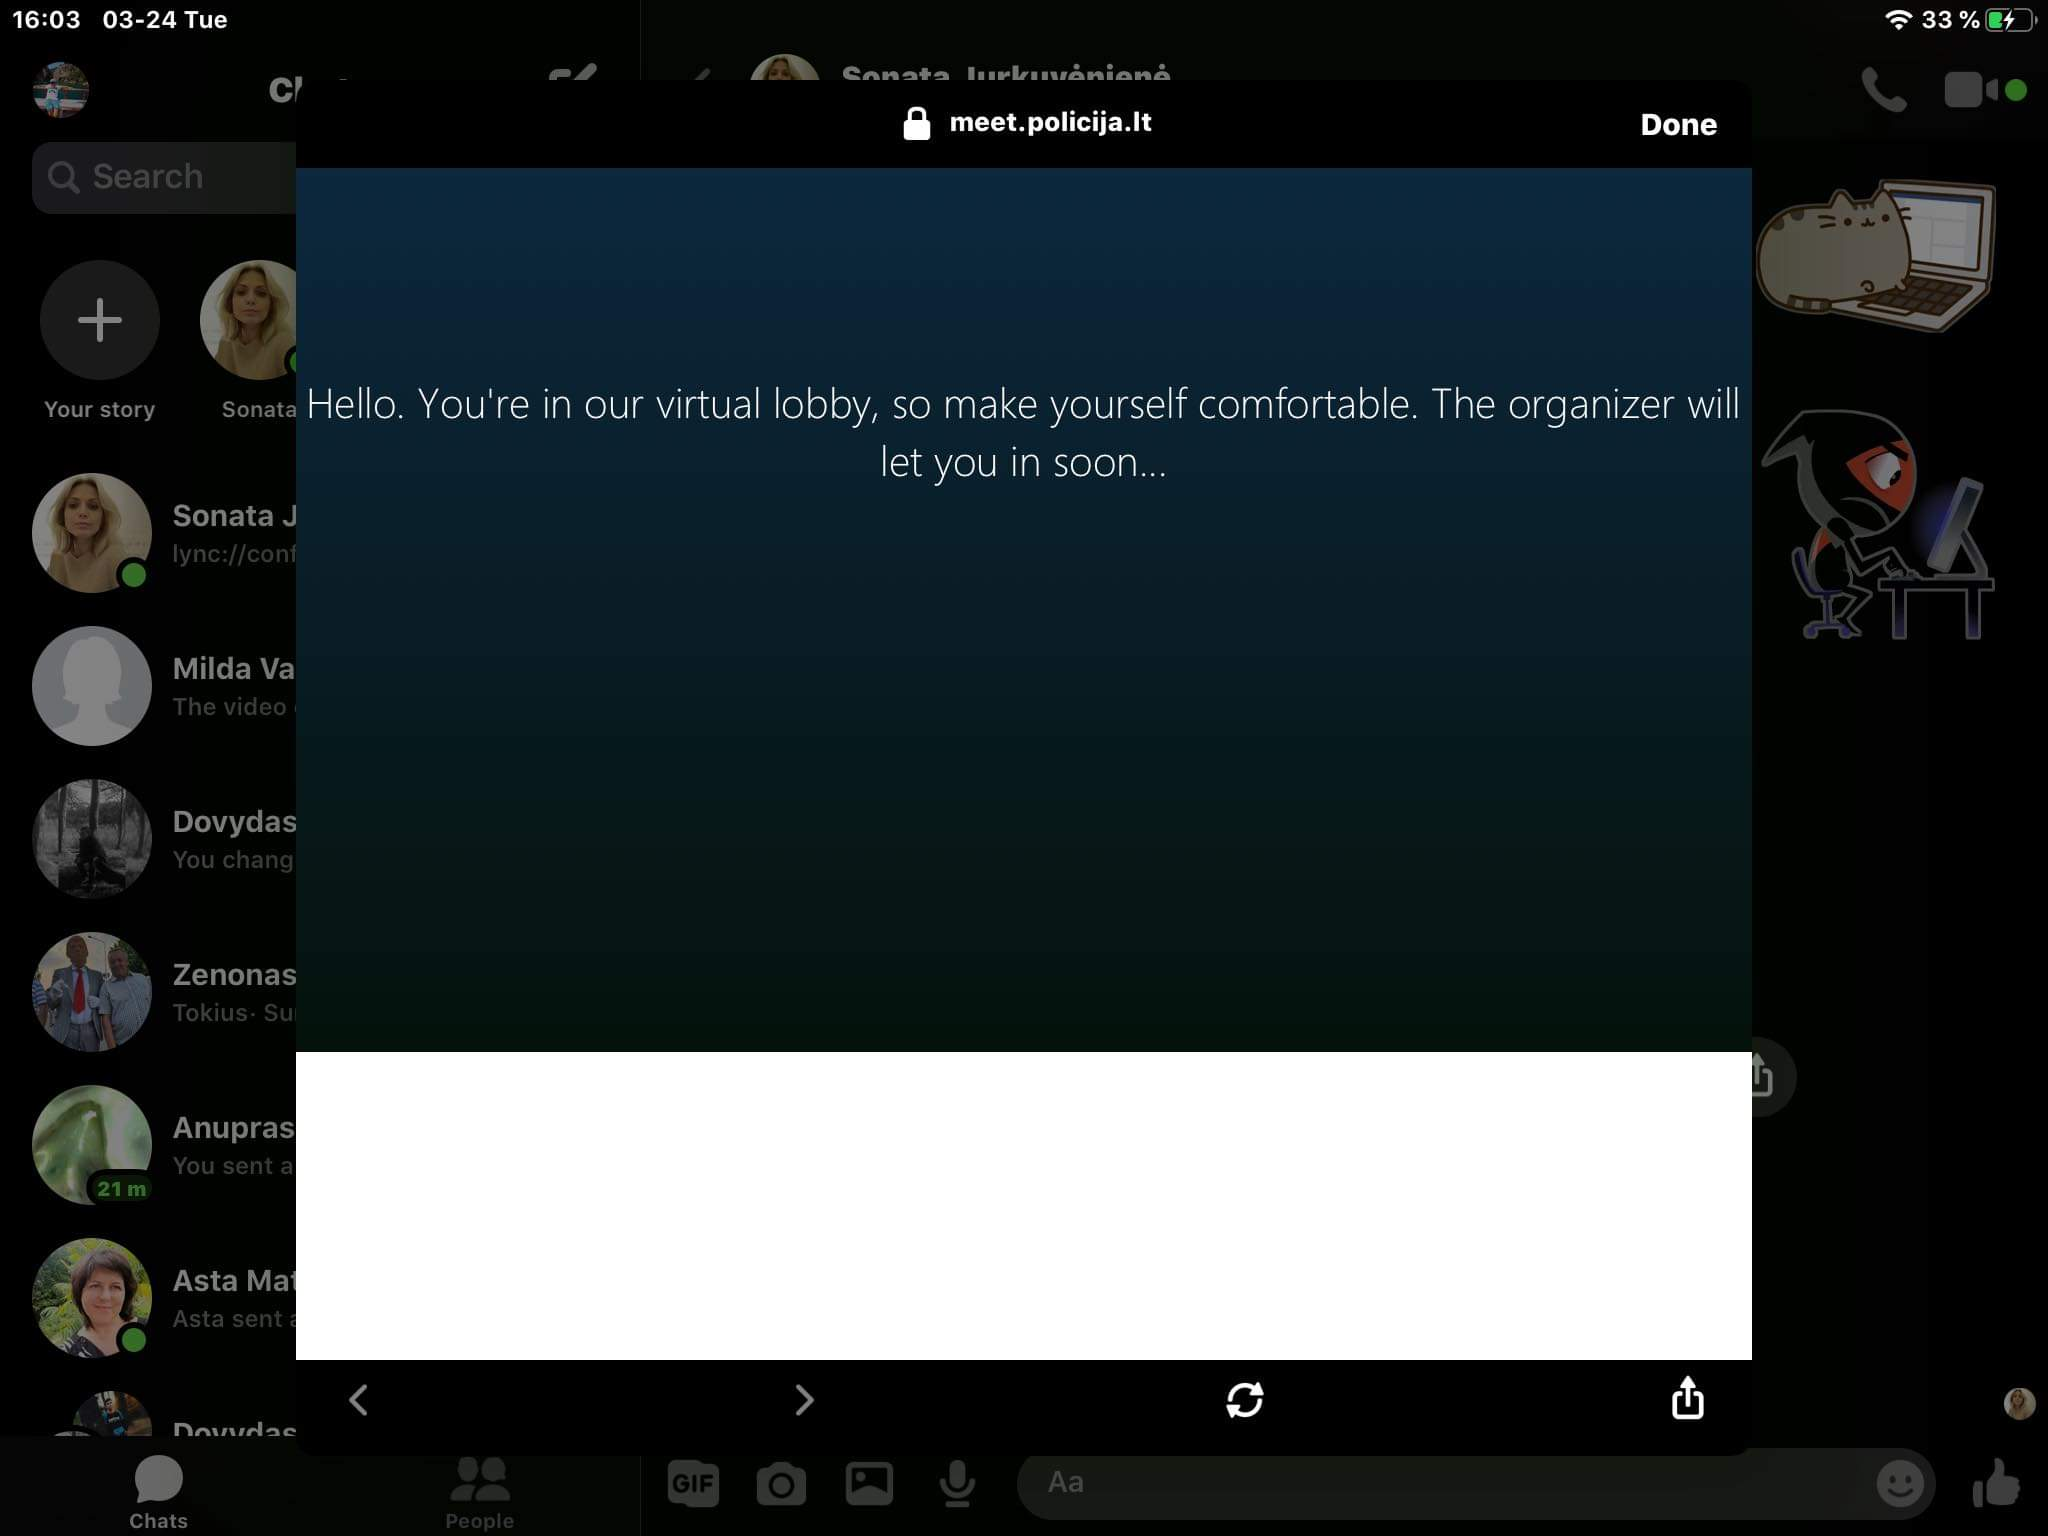 16:03 03-24 Tue
33 %
Sonata Jurkuvėnienė
meet.policija.lt
Done
Search
Your story
Sonata
Hello. You're in our virtual lobby, so make yourself comfortable. The organizer will
let you in soon...
Sonata J
lync://conf
Milda Va
The video
Dovydas
You chang
Zenonas
Tokius· Su
Anupras
You sent a
21 m
Asta Mat
Asta sent
Dovydas
GIF
Aa
Chats
People